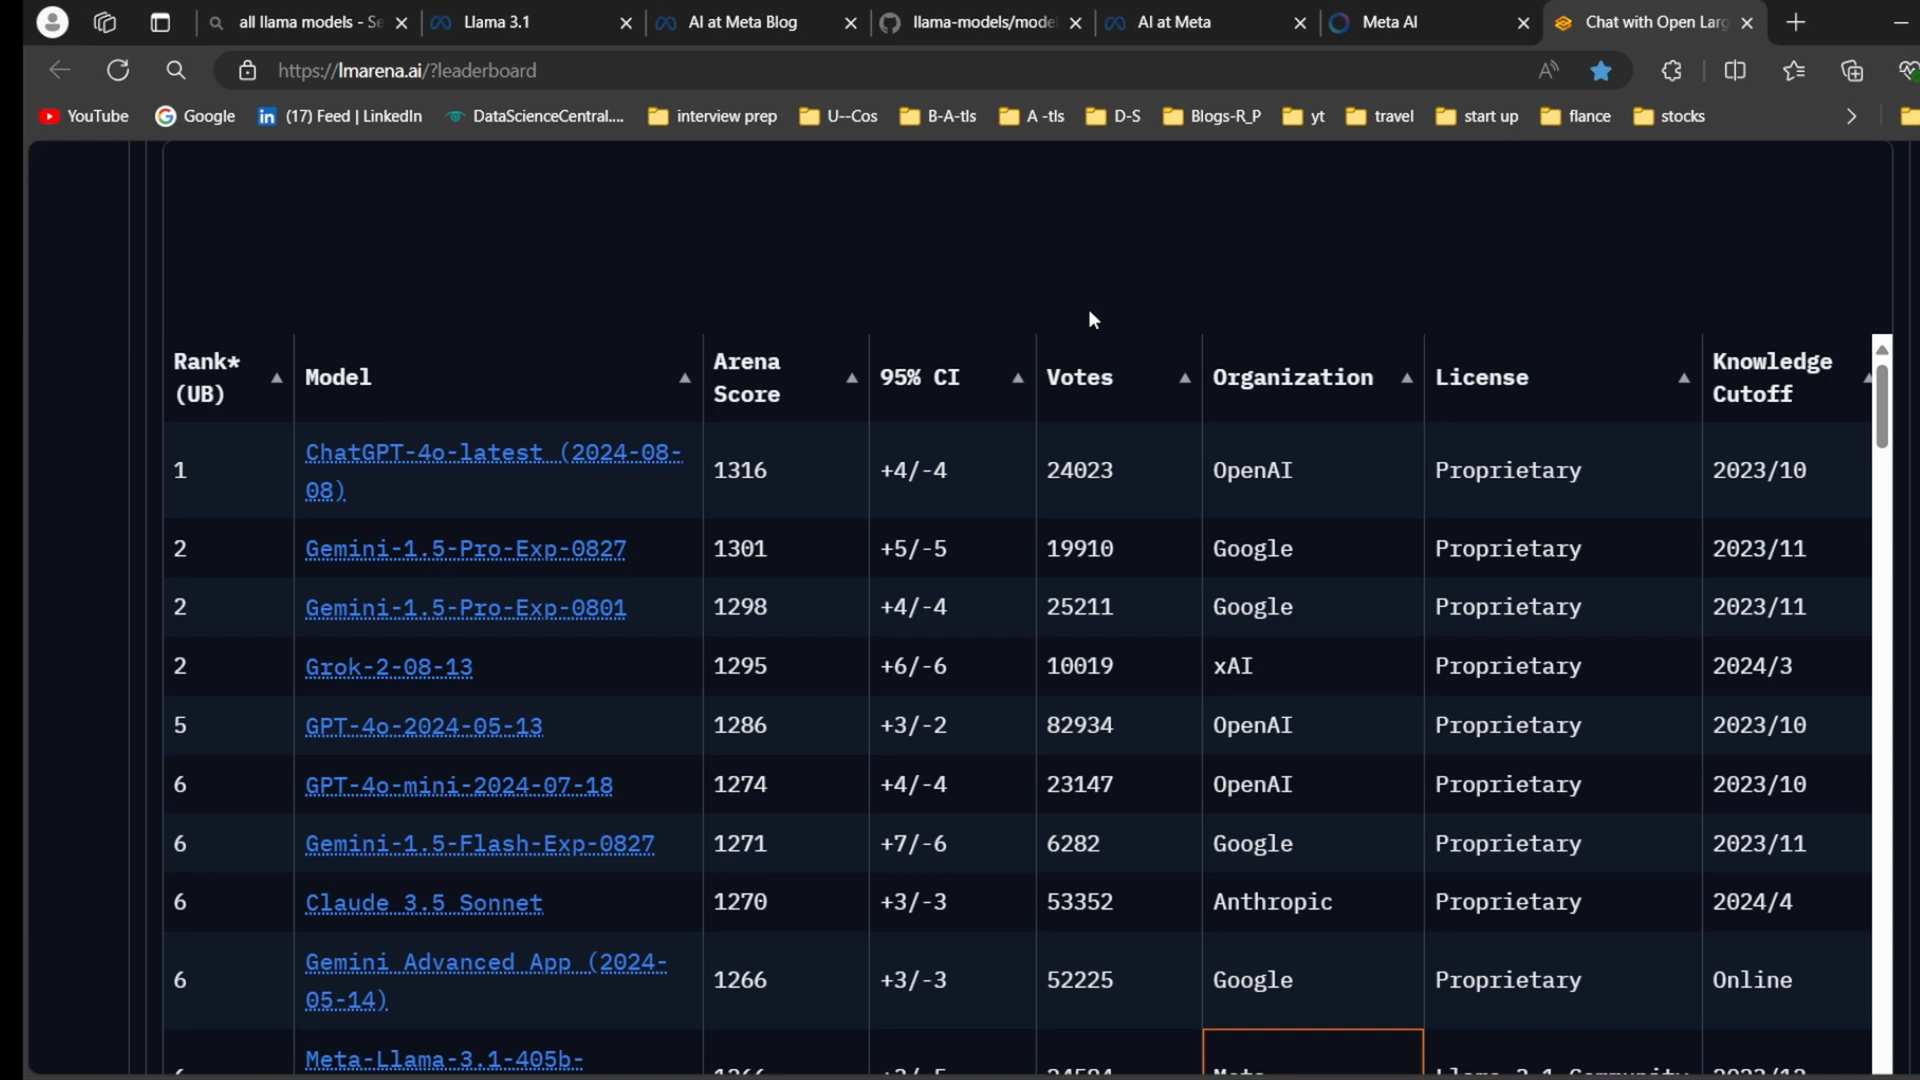 all llama models - Se
Llama 3.1
AI at Meta Blog
llama-models/mode
AI at Meta
Meta AI
Chat with Open Larg
https://lmarena.ai/?leaderboard
YouTube
Google
(17) Feed | LinkedIn
DataScienceCentral....
interview prep
U--Cos
B-A-tls
A -tls
D-S
Blogs-R_P
yt
travel
start up
flance
stocks
Rank* (UB) Model Arena Score 95% CI Votes Organization License Knowledge Cutoff
1 ChatGPT-4o-latest (2024-08-08) 1316 +4/-4 24023 OpenAI Proprietary 2023/10
2 Gemini-1.5-Pro-Exp-0827 1301 +5/-5 19910 Google Proprietary 2023/11
2 Gemini-1.5-Pro-Exp-0801 1298 +4/-4 25211 Google Proprietary 2023/11
2 Grok-2-08-13 1295 +6/-6 10019 xAI Proprietary 2024/3
5 GPT-4o-2024-05-13 1286 +3/-2 82934 OpenAI Proprietary 2023/10
6 GPT-4o-mini-2024-07-18 1274 +4/-4 23147 OpenAI Proprietary 2023/10
6 Gemini-1.5-Flash-Exp-0827 1271 +7/-6 6282 Google Proprietary 2023/11
6 Claude 3.5 Sonnet 1270 +3/-3 53352 Anthropic Proprietary 2024/4
6 Gemini Advanced App (2024-05-14) 1266 +3/-3 52225 Google Proprietary Online
Meta-Llama-3.1-405b-